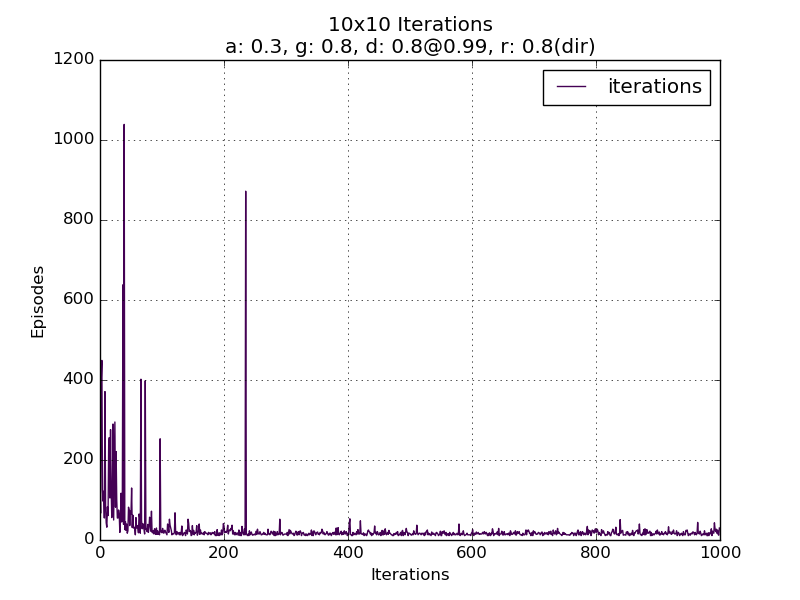 10x10 Iterations
a: 0.3, g: 0.8, d: 0.8@0.99, r: 0.8(dir)
1200
iterations
1000
800
600
Episodes
400
200
0
0 200 400 600 800 1000
Iterations